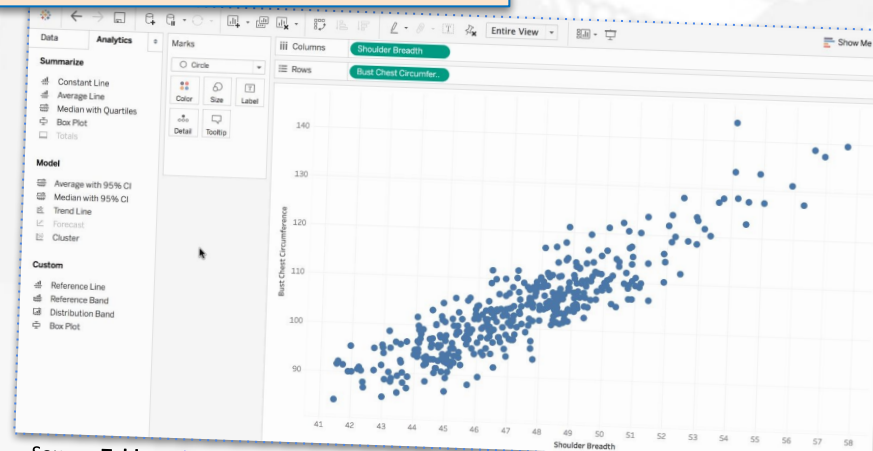 Entire View
Show Me
Data
Analytics
Marks
Columns
Shoulder Breadth
Rows
Bust Chest Circumfer..
Summarize
Constant Line
Average Line
Median with Quartiles
Box Plot
Totals
Circle
Color
Size
Label
Detail
Tooltip
Model
Average with 95% CI
Median with 95% CI
Trend Line
Forecast
Cluster
Custom
Reference Line
Reference Band
Distribution Band
Box Plot
Bust Chest Circumference
140
130
120
110
100
90
41 42 43 44 45 46 47 48 49 50 51 52 53 54 55 56 57 58
Shoulder Breadth